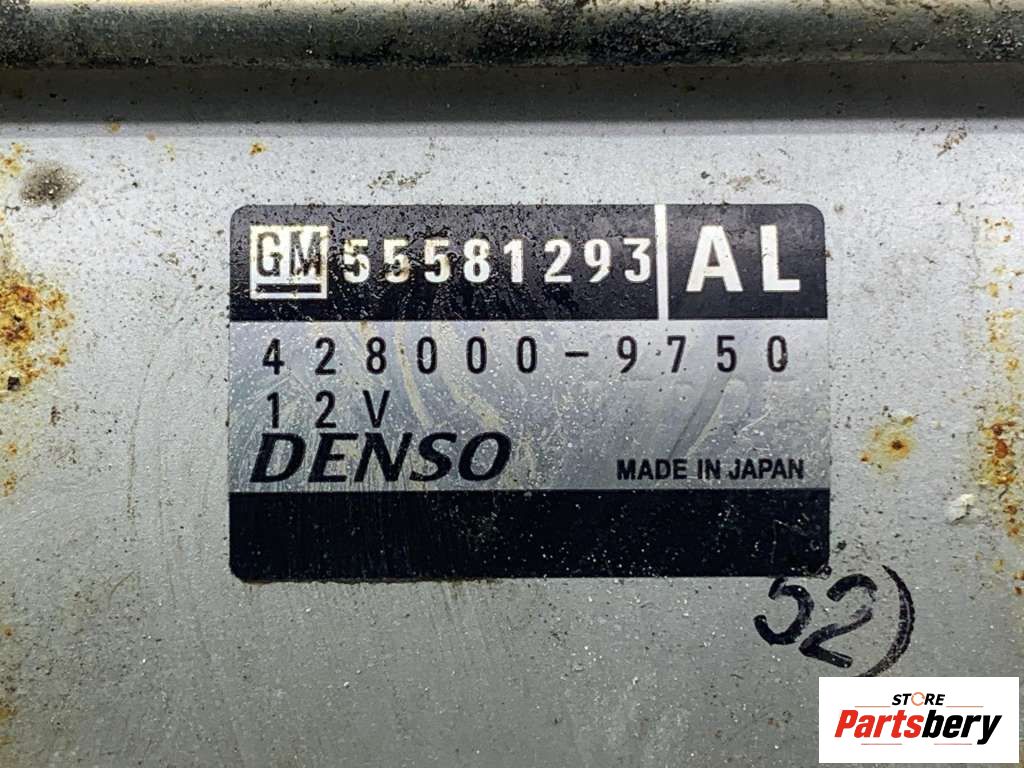 GM 55581293 AL
428000-9750
12V
DENSO
MADE IN JAPAN
52)
STORE
Partsbery